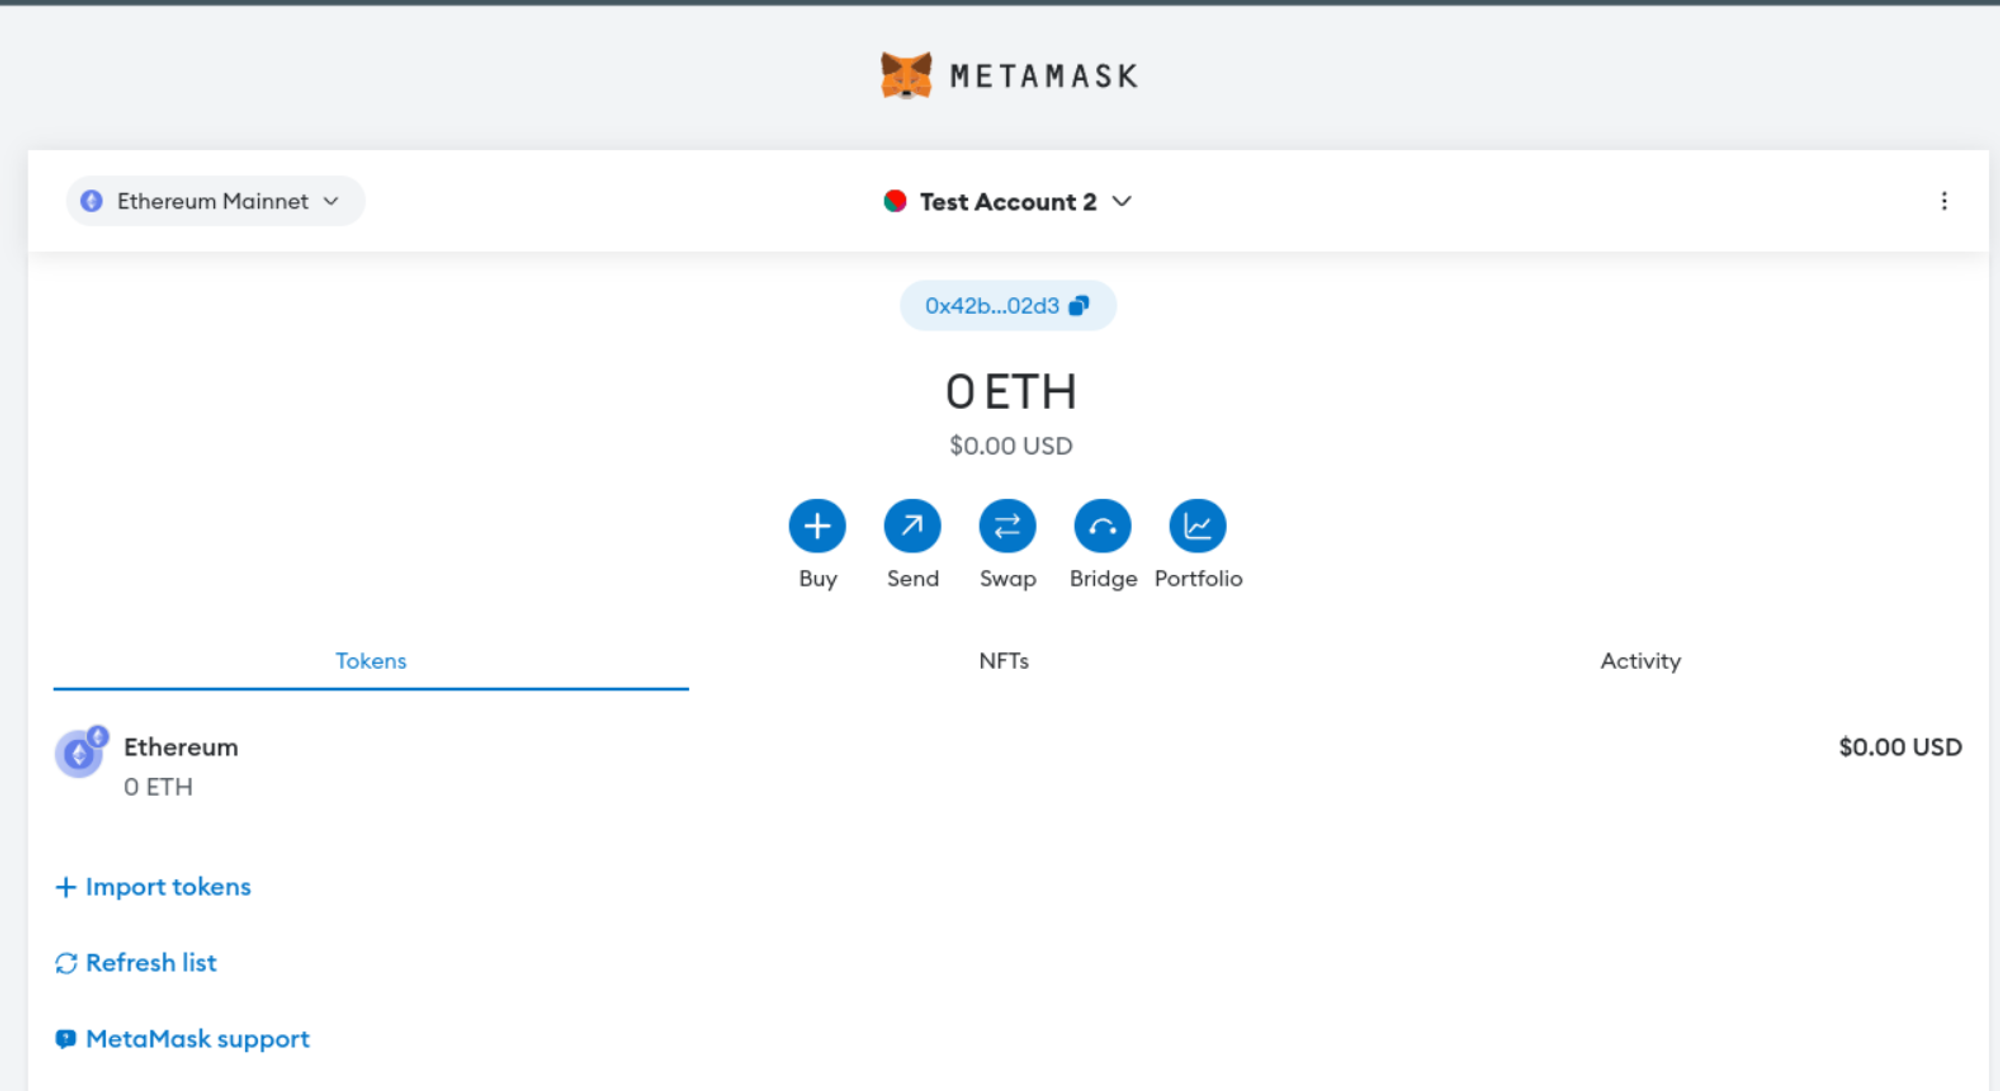 METAMASK
Ethereum Mainnet
Test Account 2
0x42b...02d3
0 ETH
$0.00 USD
Buy Send Swap Bridge Portfolio
Tokens NFTs Activity
Ethereum $0.00 USD
0 ETH
+ Import tokens
Refresh list
MetaMask support